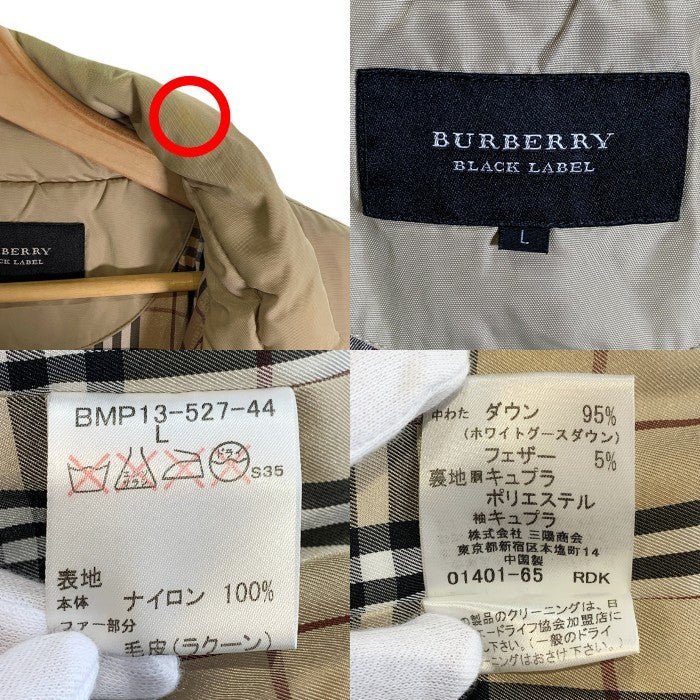 BURBERRY
CK LABEL
BURBERRY
BLACK LABEL
L
BMP13-527-44
L
ドライ
S35
表地
本体 ナイロン 100%
ファー部分
毛皮(ラクーン)
中わた ダウン 95%
(ホワイトグースダウン)
フェザー 5%
裏地 胴 キュプラ
ポリエステル
袖 キュプラ
株式会社 三陽商会
東京都新宿区本塩町14
中国製
01401-65 RDK
の製品のクリーニングは、日
ードライフ協会加盟店に
て下さい。(一般のドライ
ーニングはおさけ下さい。)